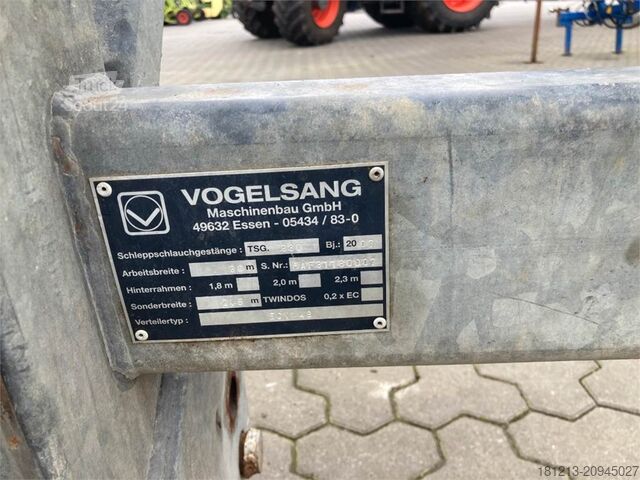 VOGELSANG
Maschinenbau GmbH
49632 Essen - 05434 / 83-0
Schleppschlauchgestänge : TSG. Bj.: 20
Arbeitsbreite : m S. Nr.:
Hinterrahmen : 1,8 m 2,0 m 2,3 m
Sonderbreite : m TWINDOS 0,2 x EC
Verteilertyp :
181213-20945027